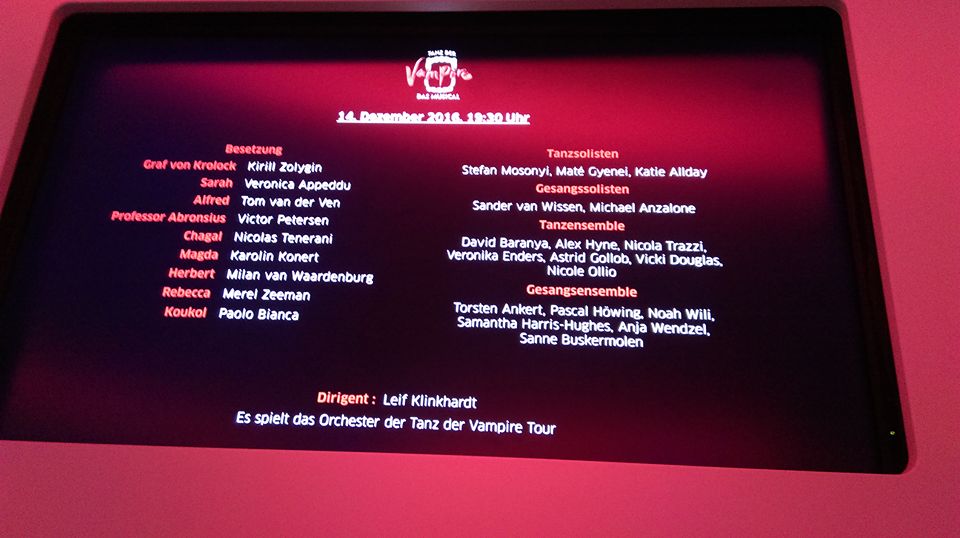 TANZ DER
Vampire
DAS MUSICAL
14. Dezember 2016, 19:30 Uhr
Besetzung
Graf von Krolock Kirill Zolygin
Sarah Veronica Appeddu
Alfred Tom van der Ven
Professor Abronsius Victor Petersen
Chagal Nicolas Tenerani
Magda Karolin Konert
Herbert Milan van Waardenburg
Rebecca Merel Zeeman
Koukol Paolo Bianca
Tanzsolisten
Stefan Mosonyi, Maté Gyenei, Katie Allday
Gesangssolisten
Sander van Wissen, Michael Anzalone
Tanzensemble
David Baranya, Alex Hyne, Nicola Trazzi,
Veronika Enders, Astrid Gollob, Vicki Douglas,
Nicole Ollio
Gesangsensemble
Torsten Ankert, Pascal Höwing, Noah Wili,
Samantha Harris-Hughes, Anja Wendzel,
Sanne Buskermolen
Dirigent : Leif Klinkhardt
Es spielt das Orchester der Tanz der Vampire Tour